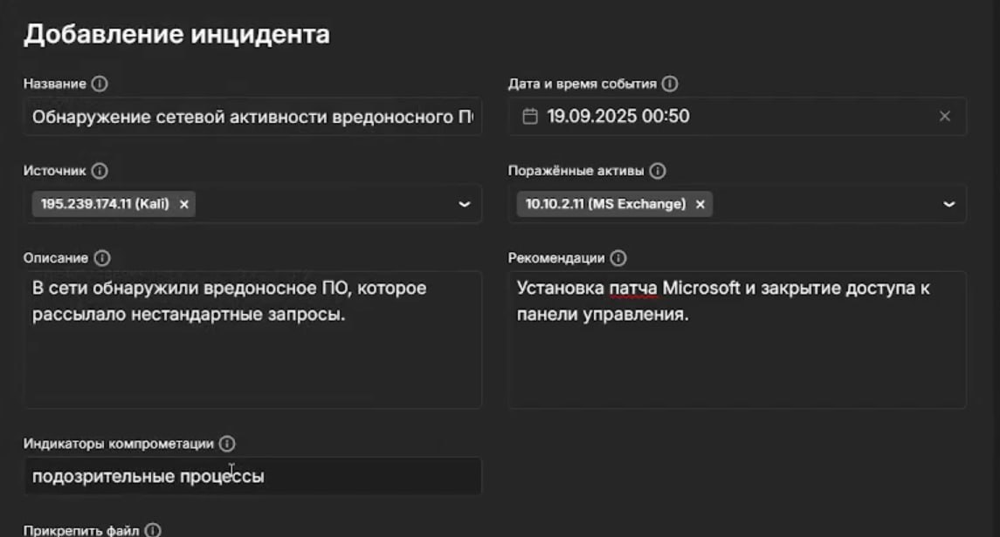 Добавление инцидента
Название
Дата и время события
Обнаружение сетевой активности вредоносного П
19.09.2025 00:50
Источник
Поражённые активы
195.239.174.11 (Kali)
10.10.2.11 (MS Exchange)
Описание
Рекомендации
В сети обнаружили вредоносное ПО, которое
рассылало нестандартные запросы.
Установка патча Microsoft и закрытие доступа к
панели управления.
Индикаторы компрометации
подозрительные процессы
Прикрепить файл